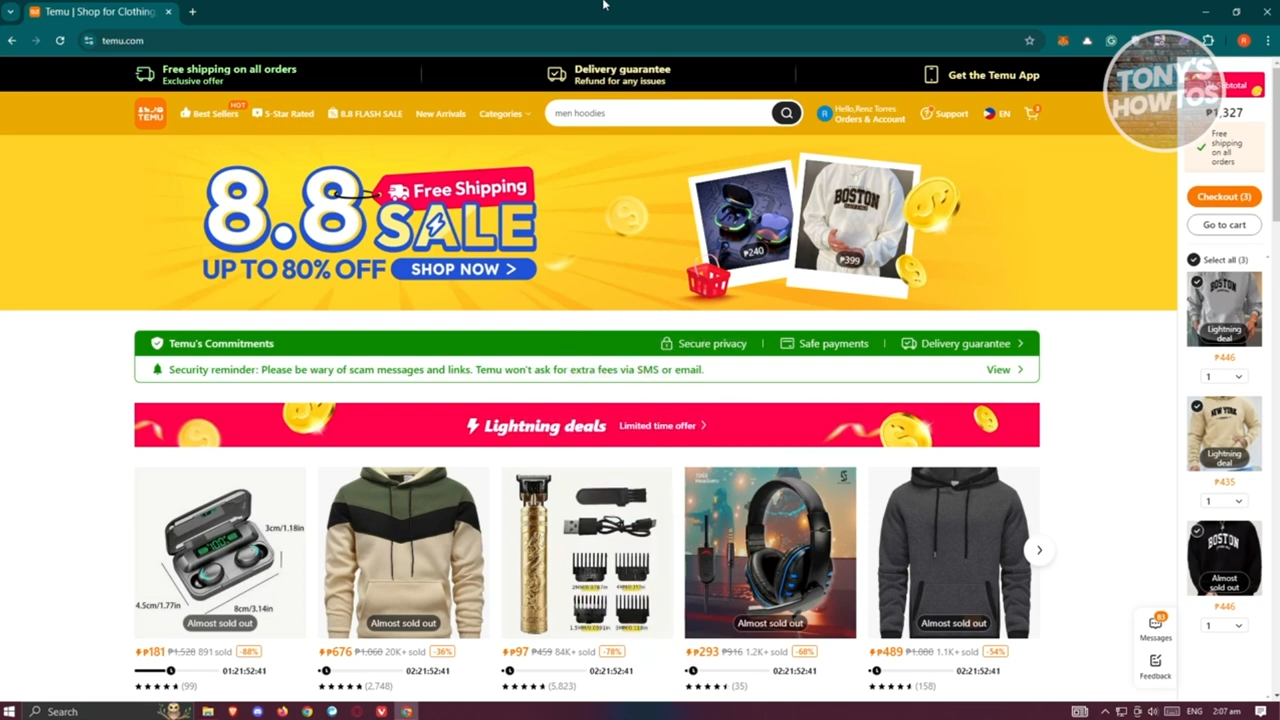 Temu | Shop for Clothing
temu.com
Free shipping on all orders
Exclusive offer
Delivery guarantee
Refund for any issues
Get the Temu App
TEMU
Best Sellers
HOT
5-Star Rated
8.8 FLASH SALE
New Arrivals
Categories
men hoodies
R
Hello, Renz Torres
Orders & Account
Support
EN
3
TONY'S
HOWTOS
Subtotal
₱1,327
Free
shipping
on all
orders
Checkout (3)
Go to cart
Select all (3)
8.8 SALE
Free Shipping
UP TO 80% OFF
SHOP NOW >
₱240
BOSTON
₱399
Temu's Commitments
Secure privacy
Safe payments
Delivery guarantee
Security reminder: Please be wary of scam messages and links. Temu won't ask for extra fees via SMS or email.
View
Lightning deals
Limited time offer
BOSTON
Lightning
deal
₱446
1
NEW YORK
Lightning
deal
₱435
1
BOSTON
Almost
sold out
₱446
1
3cm/1.18in
4.5cm/1.77in
8cm/3.14in
Almost sold out
Almost sold out
Almost sold out
Almost sold out
₱181 ₱1,528 891 sold -88%
₱676 ₱1,060 20K+ sold -36%
₱97 ₱459 84K+ sold -78%
₱293 ₱916 1.2K+ sold -68%
₱489 ₱1,080 1.1K+ sold -54%
01:21:52:41
02:21:52:41
02:21:52:41
02:21:52:41
02:21:52:41
(99)
(2,748)
(5,823)
(35)
(158)
Messages
Feedback
Search
ENG
2:07 am